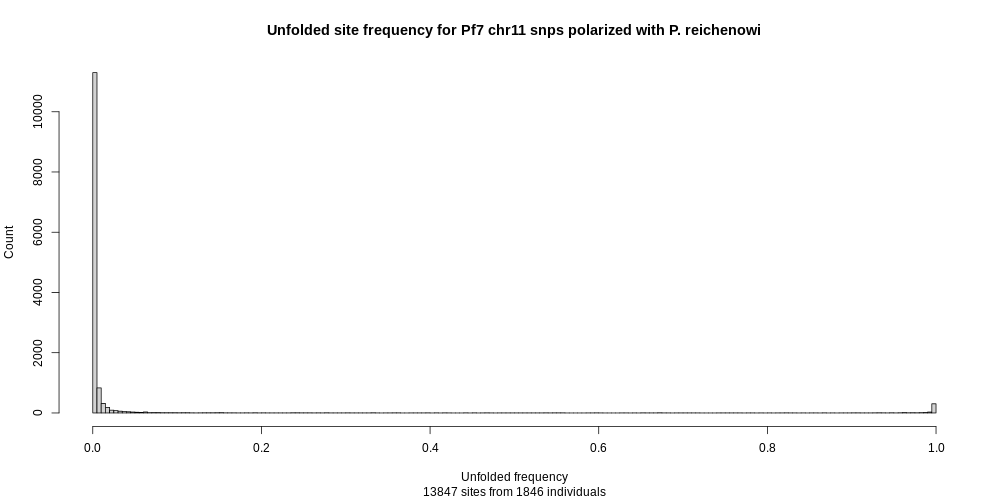 Unfolded site frequency for Pf7 chr11 snps polarized with P. reichenowi
Count
10000
8000
6000
4000
2000
0
0.0 0.2 0.4 0.6 0.8 1.0
Unfolded frequency
13847 sites from 1846 individuals